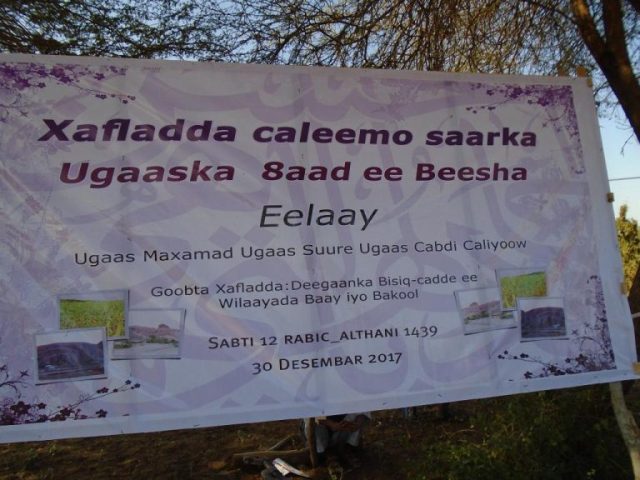 Xafladda caleemo saarka
Ugaaska 8aad ee Beesha
Eelaay
Ugaas Maxamad Ugaas Suure Ugaas Cabdi Caliyoow
Goobta Xafladda:Deegaanka Bisiq-cadde ee
Wilaayada Baay iyo Bakool
SABTI 12 RABIC_ALTHANI 1439
30 DESEMBAR 2017